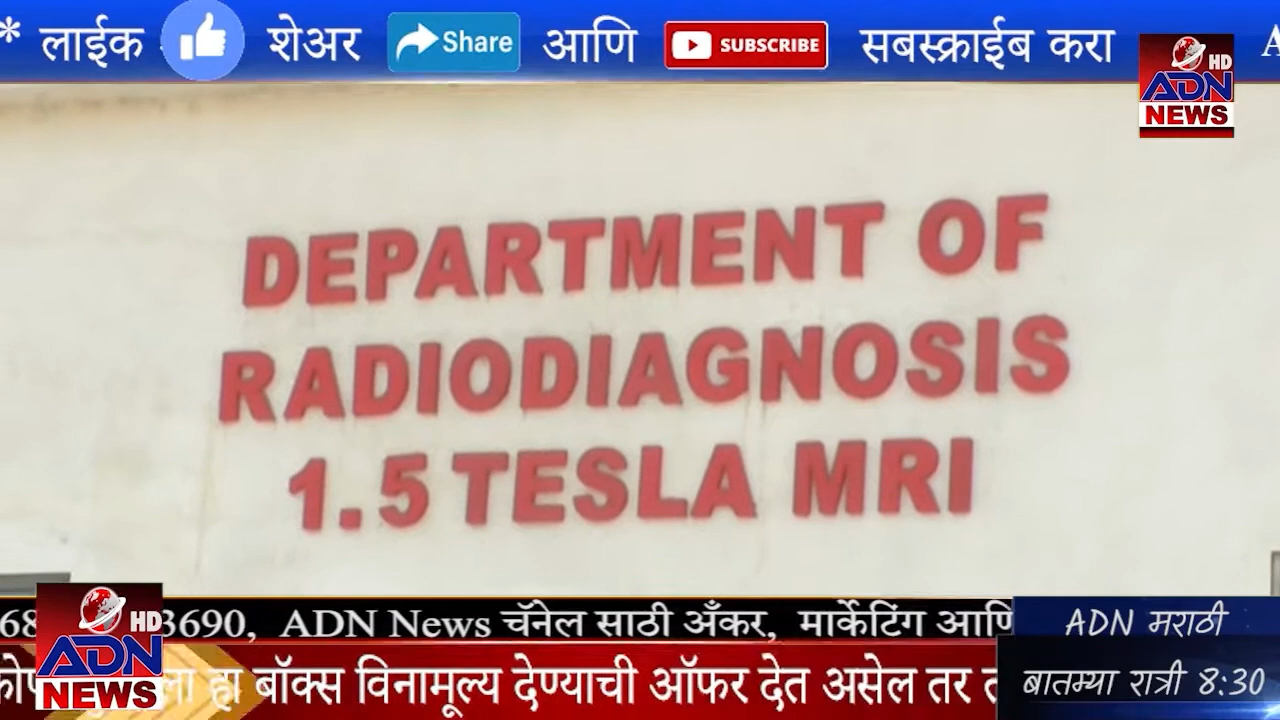 * लाईक शेअर Share आणि SUBSCRIBE सबस्क्राईब करा
HD
ADN
NEWS
DEPARTMENT OF
RADIODIAGNOSIS
1.5 TESLA MRI
3690, ADN News चॅनेल साठी अँकर, मार्केटिंग आणि
ला हा बॉक्स विनामूल्य देण्याची ऑफर देत असेल तर
HD
ADN
NEWS
ADN मराठी
बातम्या रात्री 8:30